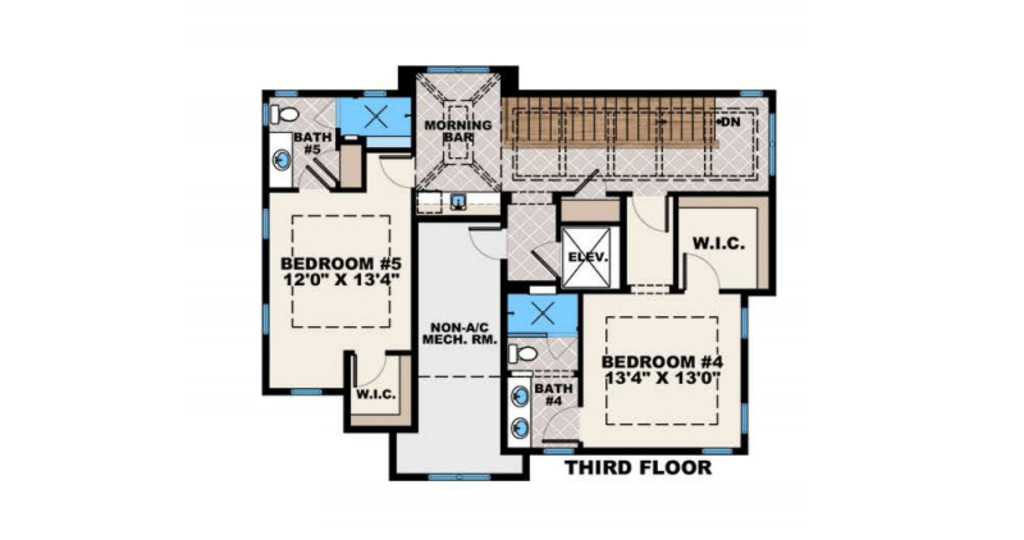 BATH
#5
MORNING
BAR
DN
BEDROOM #5
12'0" X 13'4"
ELEV.
W.I.C.
NON-A/C
MECH. RM.
W.I.C.
BATH
#4
BEDROOM #4
13'4" X 13'0"
THIRD FLOOR